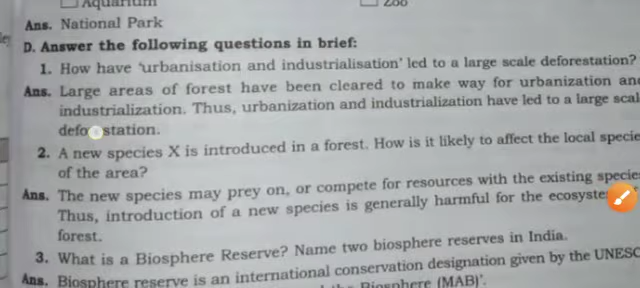 Aquarium
Zoo
Ans. National Park
D. Answer the following questions in brief:
1. How have 'urbanisation and industrialisation' led to a large scale deforestation?
Ans. Large areas of forest have been cleared to make way for urbanization and
industrialization. Thus, urbanization and industrialization have led to a large scal
defo station.
2. A new species X is introduced in a forest. How is it likely to affect the local specie
of the area?
Ans. The new species may prey on, or compete for resources with the existing specie
Thus, introduction of a new species is generally harmful for the ecosyste
forest.
3. What is a Biosphere Reserve? Name two biosphere reserves in India.
Ans. Biosphere reserve is an international conservation designation given by the UNESC
Biosphere (MAB)'.